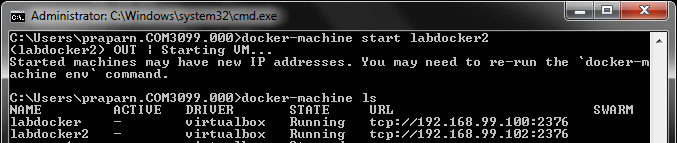 Administrator: C:\Windows\system32\cmd.exe
C:\Users\praparn.COM3099.000>docker-machine start labdocker2
(labdocker2) OUT | Starting VM...
Started machines may have new IP addresses. You may need to re-run the `docker-m
achine env` command.
C:\Users\praparn.COM3099.000>docker-machine ls
NAME ACTIVE DRIVER STATE URL SWARM
labdocker - virtualbox Running tcp://192.168.99.100:2376
labdocker2 - virtualbox Running tcp://192.168.99.102:2376